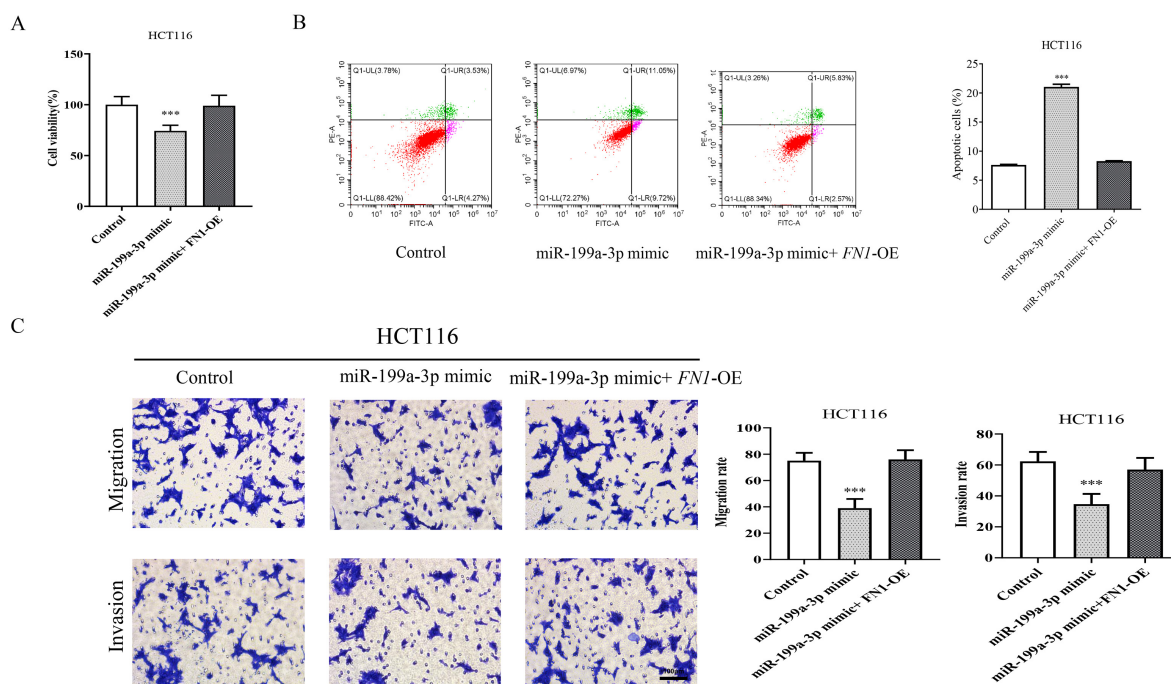 A
HCT116
Cell viability(%)
150
100
50
0
***
Control
miR-199a-3p mimic
miR-199a-3p mimic+ FN1-OE
B
Q1-UL(3.78%)
Q1-UR(3.53%)
Q1-LL(88.42%)
Q1-LR(4.27%)
PE-A
FITC-A
Control
Q1-UL(6.97%)
Q1-UR(11.05%)
Q1-LL(72.27%)
Q1-LR(9.72%)
PE-A
FITC-A
miR-199a-3p mimic
Q1-UL(3.26%)
Q1-UR(5.83%)
Q1-LL(88.34%)
Q1-LR(2.57%)
PE-A
FITC-A
miR-199a-3p mimic+ FN1-OE
HCT116
Apoptotic cells (%)
25
20
15
10
5
0
***
Control
miR-199a-3p mimic
miR-199a-3p mimic+ FN1-OE
C
HCT116
Control
miR-199a-3p mimic
miR-199a-3p mimic+ FN1-OE
Migration
Invasion
HCT116
Migration rate
100
80
60
40
20
0
***
Control
miR-199a-3p mimic
miR-199a-3p mimic+FN1-OE
HCT116
Invasion rate
80
60
40
20
0
***
Control
miR-199a-3p mimic
miR-199a-3p mimic+ FN1-OE